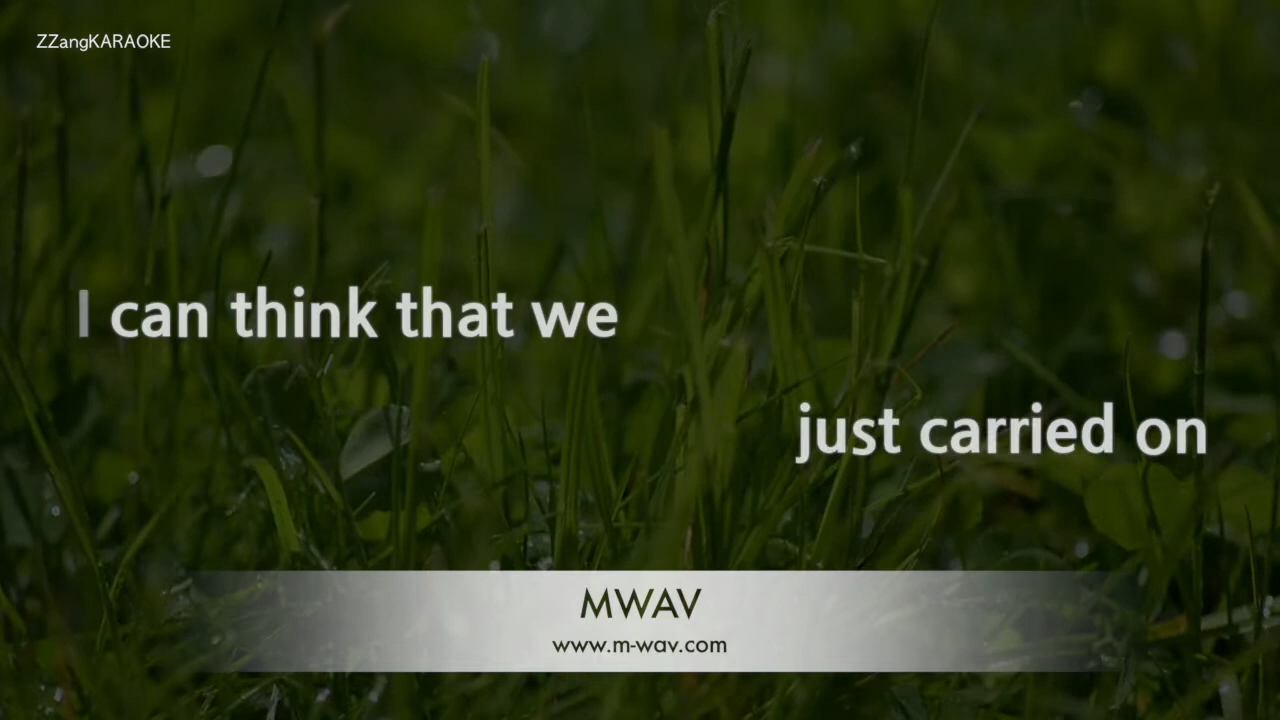 ZZangKARAOKE
I can think that we
just carried on
MWAV
www.m-wav.com